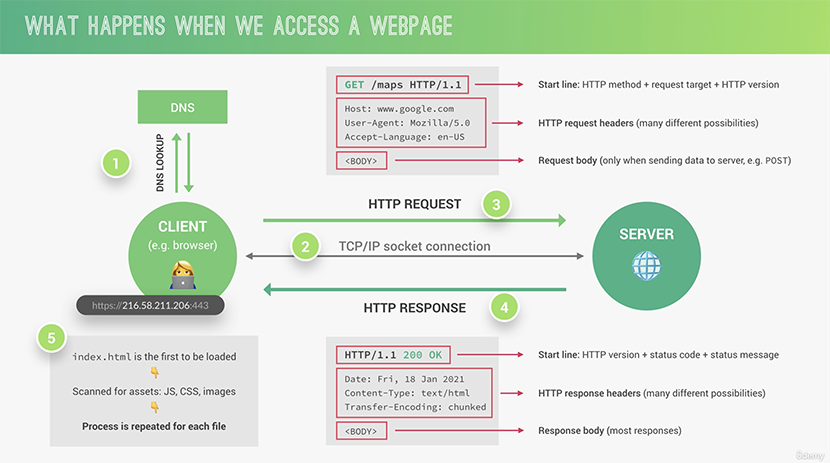 WHAT HAPPENS WHEN WE ACCESS A WEBPAGE
DNS
DNS LOOKUP
1
CLIENT
(e.g. browser)
https://216.58.211.206:443
GET /maps HTTP/1.1
Start line: HTTP method + request target + HTTP version
Host: www.google.com
User-Agent: Mozilla/5.0
Accept-Language: en-US
HTTP request headers (many different possibilities)
<BODY>
Request body (only when sending data to server, e.g. POST)
HTTP REQUEST
3
2
TCP/IP socket connection
SERVER
HTTP RESPONSE
4
5
index.html is the first to be loaded
Scanned for assets: JS, CSS, images
Process is repeated for each file
HTTP/1.1 200 OK
Start line: HTTP version + status code + status message
Date: Fri, 18 Jan 2021
Content-Type: text/html
Transfer-Encoding: chunked
HTTP response headers (many different possibilities)
<BODY>
Response body (most responses)
ûdemy